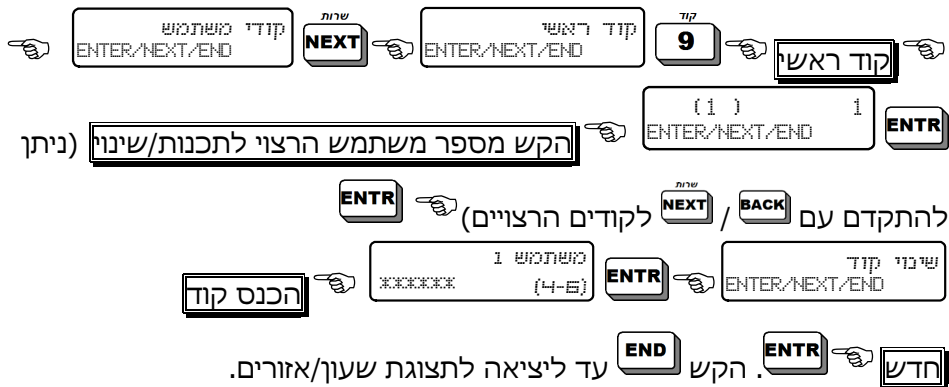 קוד ראשי קוד 9 קוד ראשי ENTER/NEXT/END שרות NEXT קודי משתמש ENTER/NEXT/END
ENTR 1 (1 ) ENTER/NEXT/END הקש מספר משתמש הרצוי לתכנות/שינוי (ניתן
להתקדם עם BACK / שרות NEXT לקודים הרצויים) ENTR
שינוי קוד ENTER/NEXT/END ENTR משתמש 1 (4-6) ****** הכנס קוד
חדש ENTR. הקש END עד ליציאה לתצוגת שעון/אזורים.